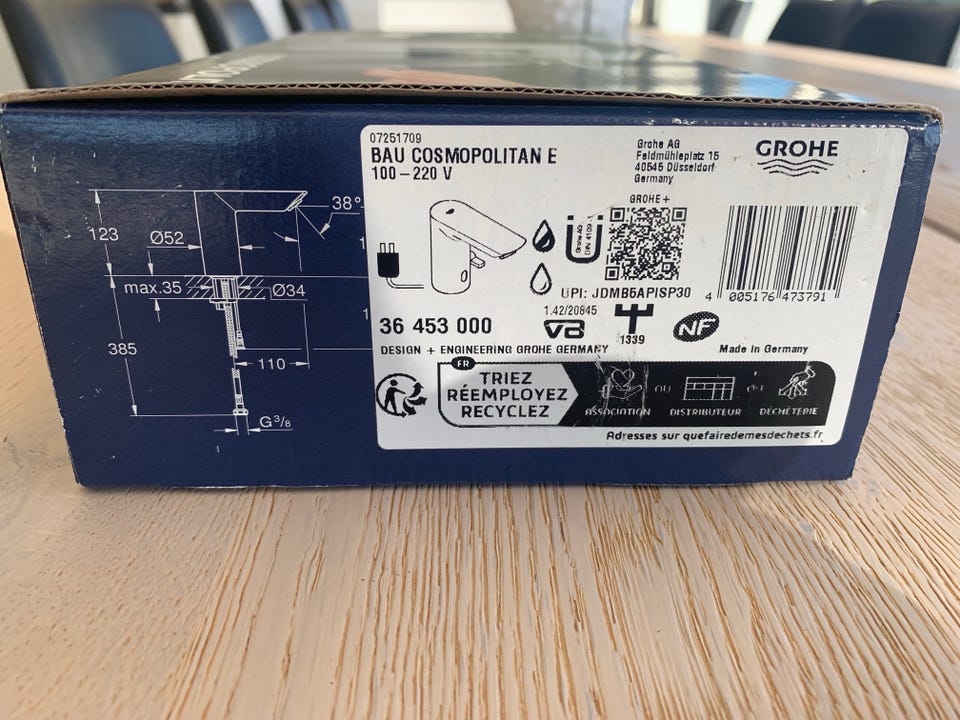 07251709
BAU COSMOPOLITAN E
100 – 220 V
Grohe AG
Feldmühleplatz 15
40545 Düsseldorf
Germany
GROHE
GROHE +
UPI: JDMB5APISP30
4 005176 473791
36 453 000
1.42/20845
1339
NF
DESIGN + ENGINEERING GROHE GERMANY
Made in Germany
FR
TRIEZ
RÉEMPLOYEZ
RECYCLEZ
ASSOCIATION
OU
DISTRIBUTEUR
DÉCHÈTERIE
Adresses sur quefairedemesdechets.fr
38°
123
Ø52
max.35
Ø34
385
110
G3/8